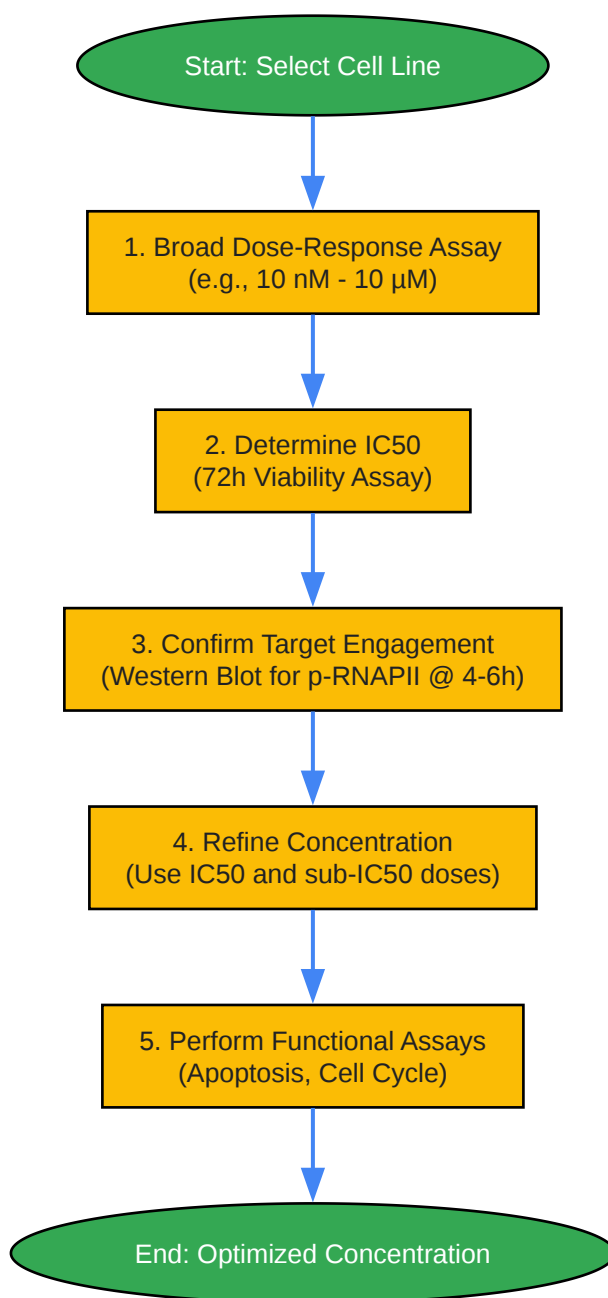 Start: Select Cell Line
1. Broad Dose-Response Assay
(e.g., 10 nM - 10 µM)
2. Determine IC50
(72h Viability Assay)
3. Confirm Target Engagement
(Western Blot for p-RNAPII @ 4-6h)
4. Refine Concentration
(Use IC50 and sub-IC50 doses)
5. Perform Functional Assays
(Apoptosis, Cell Cycle)
End: Optimized Concentration